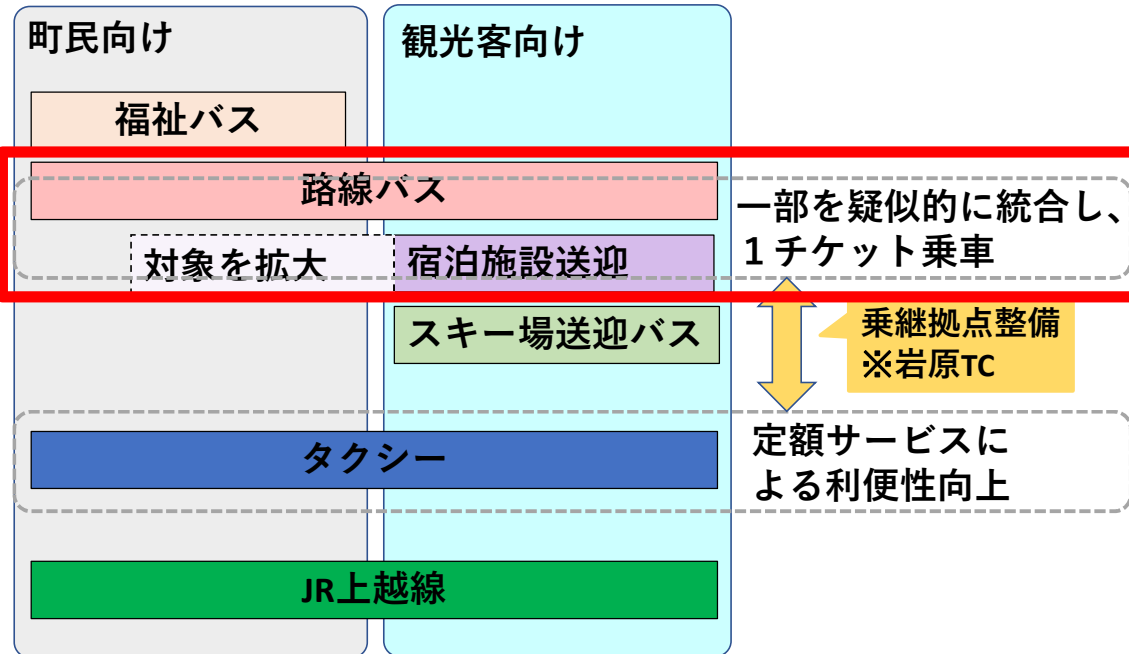 町民向け
観光客向け
福祉バス
路線バス
一部を疑似的に統合し、
１チケット乗車
対象を拡大
宿泊施設送迎
スキー場送迎バス
乗継拠点整備
※岩原TC
タクシー
定額サービスに
よる利便性向上
JR上越線